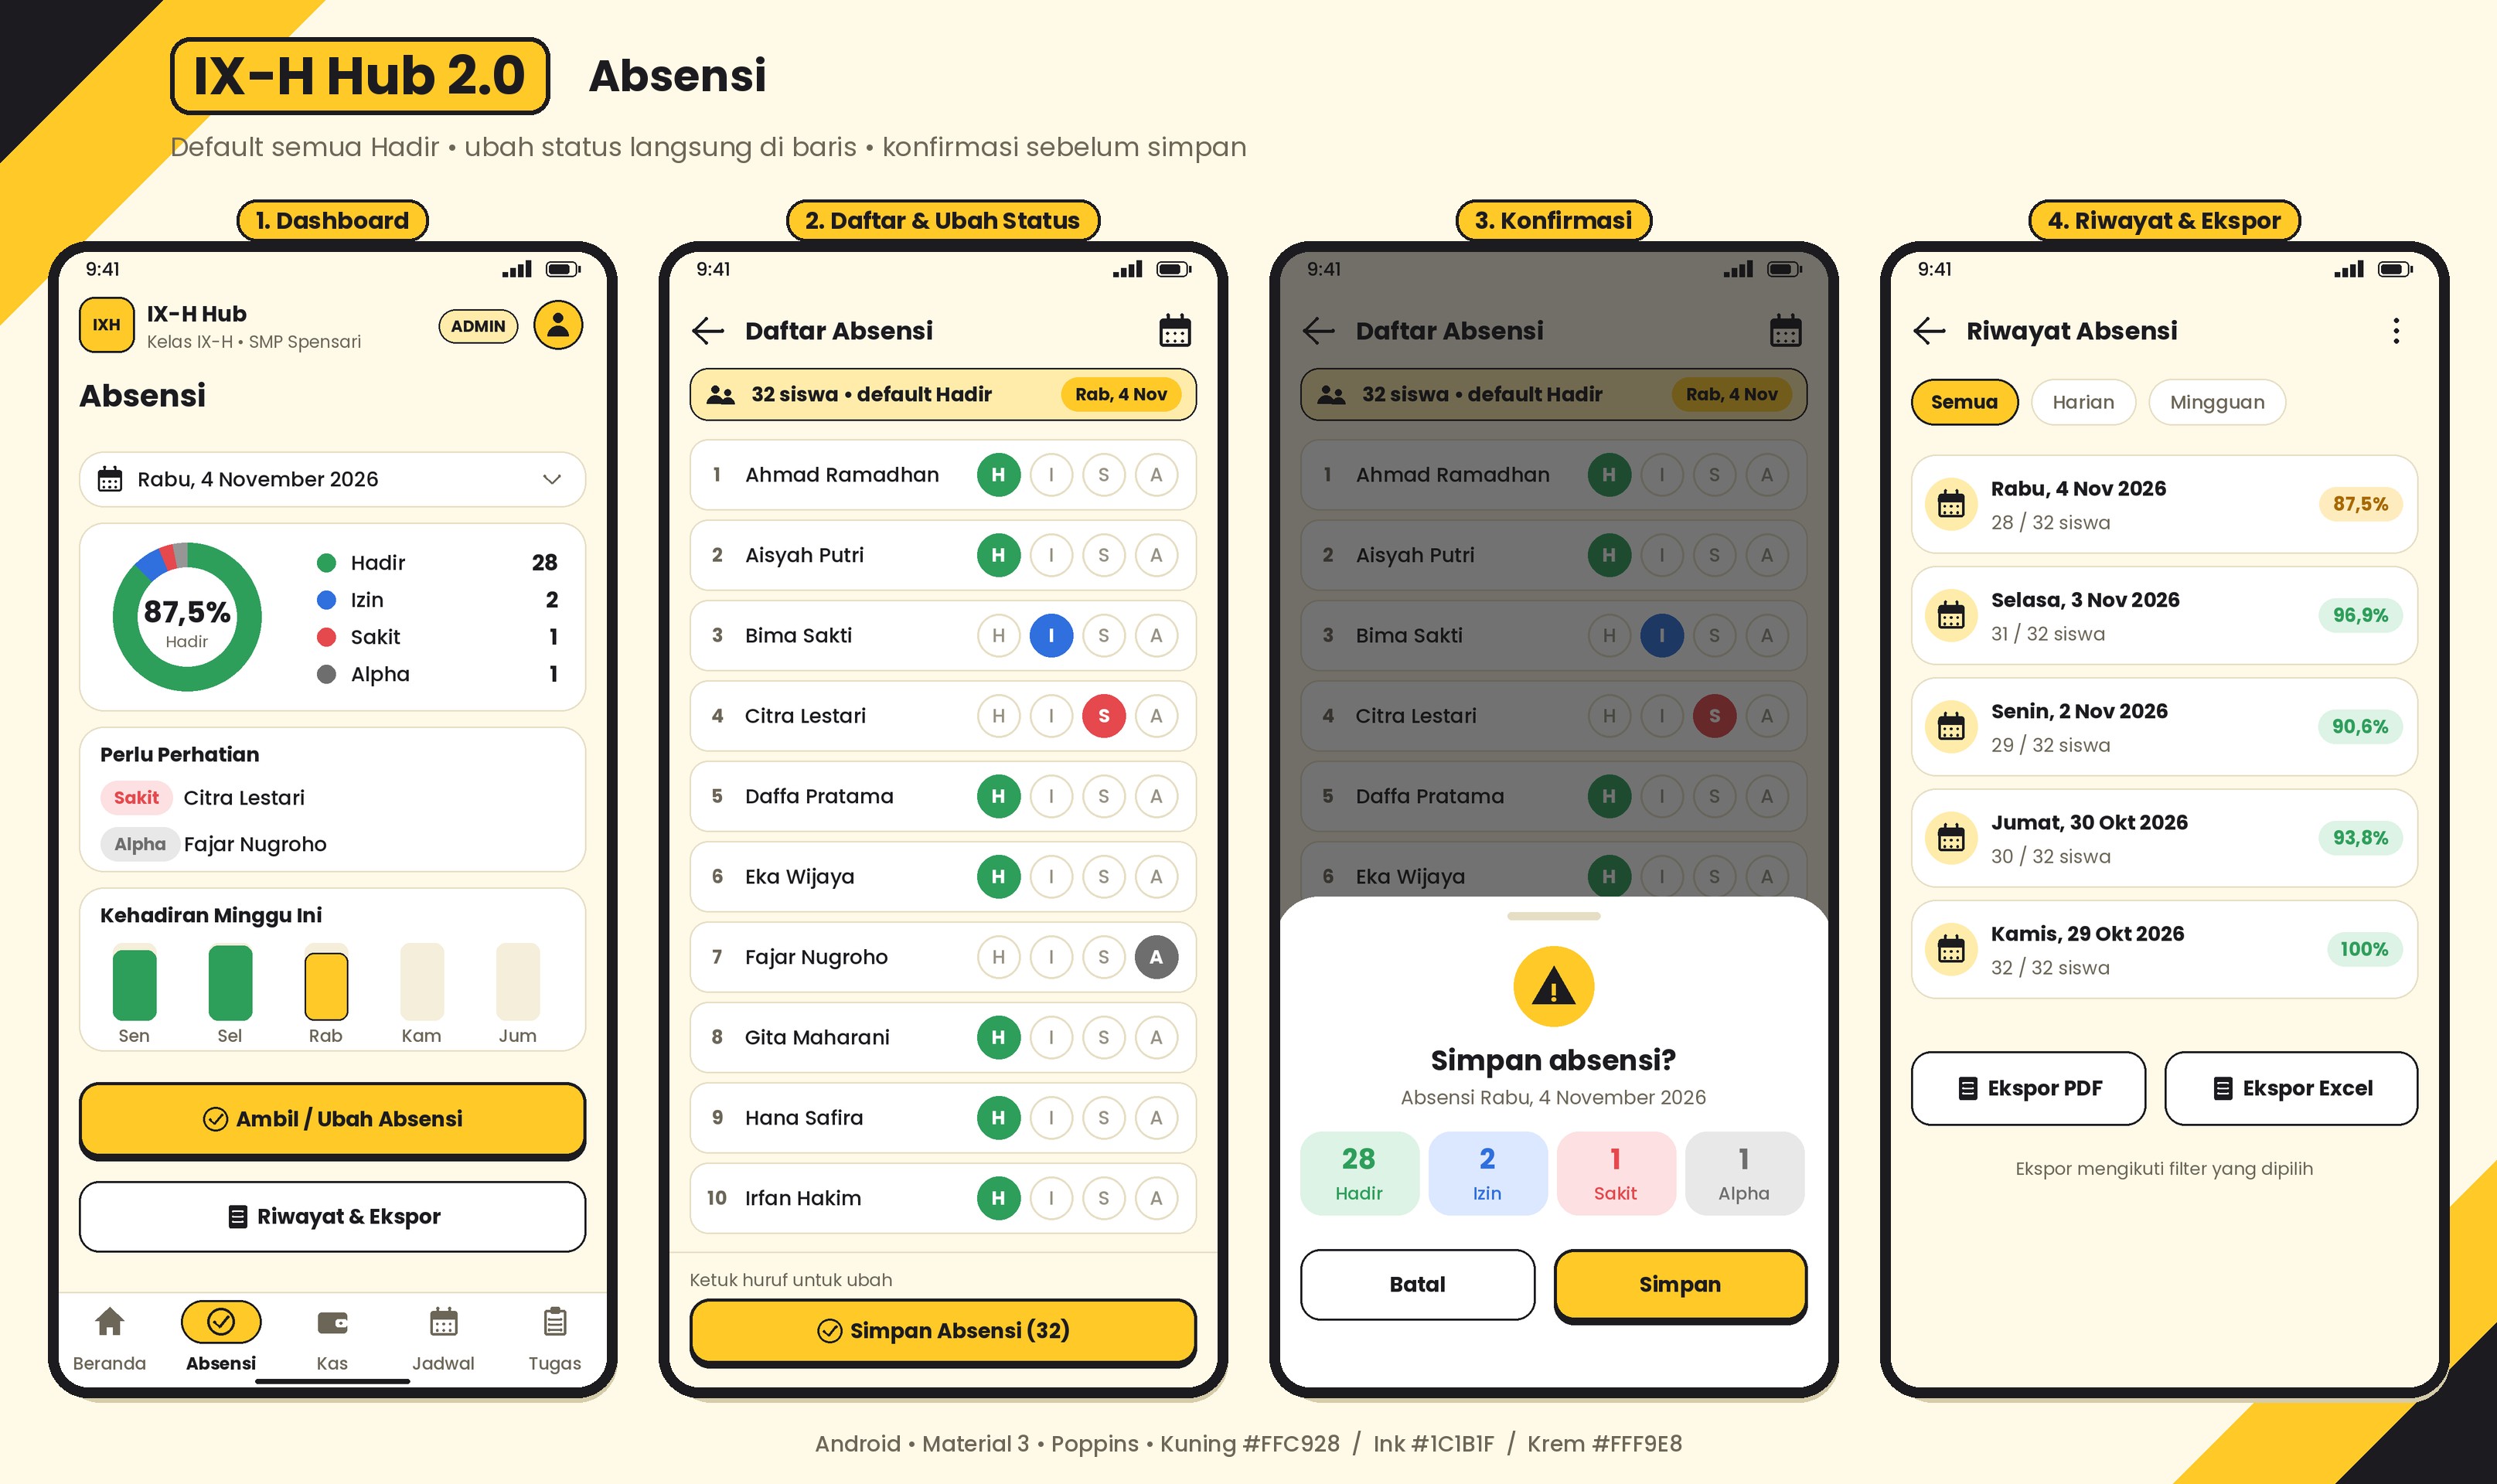 IX-H Hub 2.0
Absensi
Default semua Hadir • ubah status langsung di baris • konfirmasi sebelum simpan
1. Dashboard
9:41
IXH
IX-H Hub
Kelas IX-H • SMP Spensari
ADMIN
Absensi
Rabu, 4 November 2026
87,5%
Hadir
Hadir 28
Izin 2
Sakit 1
Alpha 1
Perlu Perhatian
Sakit Citra Lestari
Alpha Fajar Nugroho
Kehadiran Minggu Ini
Sen Sel Rab Kam Jum
Ambil / Ubah Absensi
Riwayat & Ekspor
Beranda Absensi Kas Jadwal Tugas
2. Daftar & Ubah Status
9:41
Daftar Absensi
32 siswa • default Hadir Rab, 4 Nov
1 Ahmad Ramadhan H I S A
2 Aisyah Putri H I S A
3 Bima Sakti H I S A
4 Citra Lestari H I S A
5 Daffa Pratama H I S A
6 Eka Wijaya H I S A
7 Fajar Nugroho H I S A
8 Gita Maharani H I S A
9 Hana Safira H I S A
10 Irfan Hakim H I S A
Ketuk huruf untuk ubah
Simpan Absensi (32)
3. Konfirmasi
9:41
Daftar Absensi
32 siswa • default Hadir Rab, 4 Nov
1 Ahmad Ramadhan H I S A
2 Aisyah Putri H I S A
3 Bima Sakti H I S A
4 Citra Lestari H I S A
5 Daffa Pratama H I S A
6 Eka Wijaya H I S A
Simpan absensi?
Absensi Rabu, 4 November 2026
28 2 1 1
Hadir Izin Sakit Alpha
Batal Simpan
4. Riwayat & Ekspor
9:41
Riwayat Absensi
Semua Harian Mingguan
Rabu, 4 Nov 2026
28 / 32 siswa
87,5%
Selasa, 3 Nov 2026
31 / 32 siswa
96,9%
Senin, 2 Nov 2026
29 / 32 siswa
90,6%
Jumat, 30 Okt 2026
30 / 32 siswa
93,8%
Kamis, 29 Okt 2026
32 / 32 siswa
100%
Ekspor PDF Ekspor Excel
Ekspor mengikuti filter yang dipilih
Android • Material 3 • Poppins • Kuning #FFC928 / Ink #1C1B1F / Krem #FFF9E8